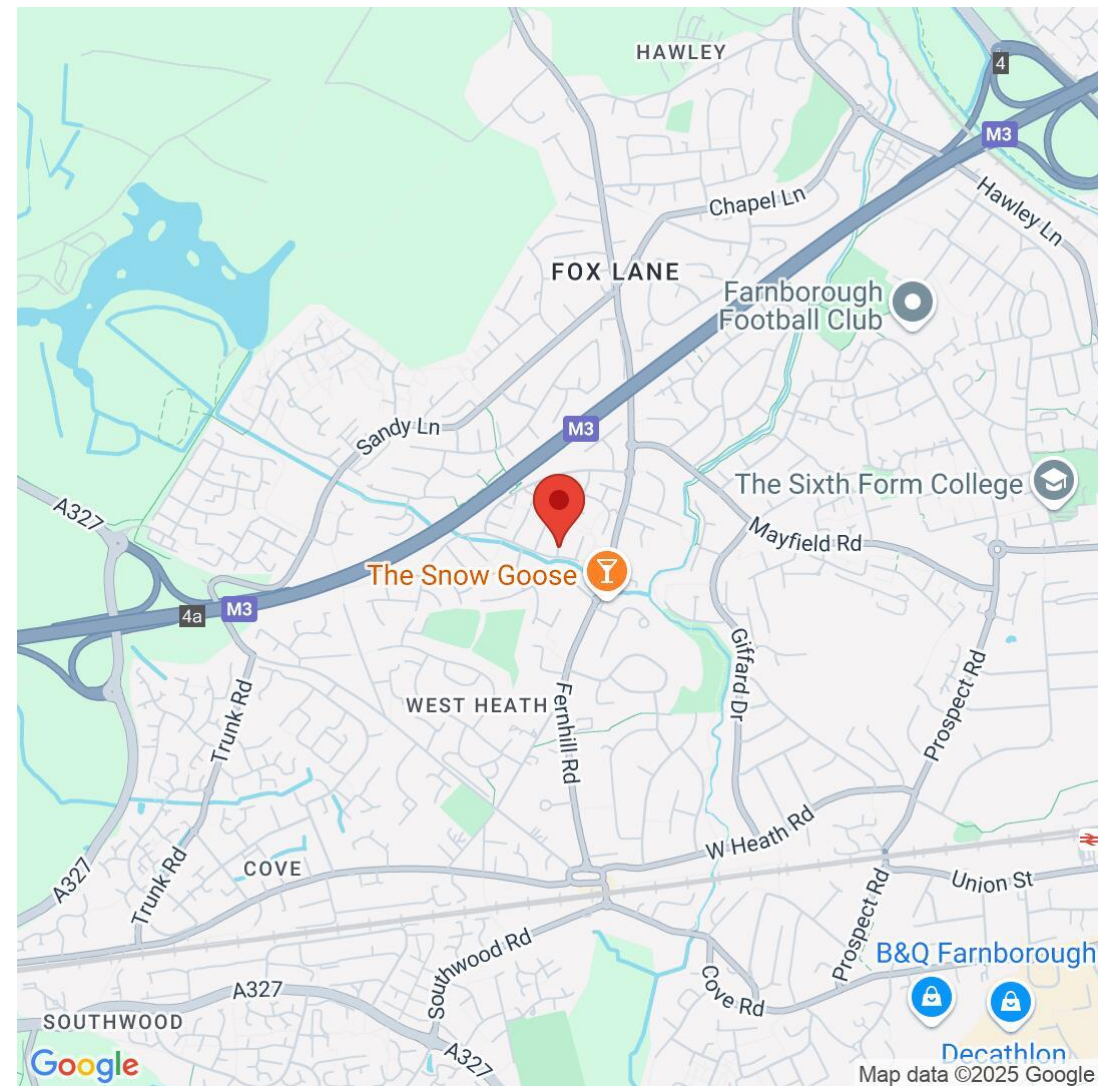 HAWLEY
4
M3
Hawley Ln
Chapel Ln
FOX LANE
Farnborough
Football Club
Sandy Ln
M3
The Sixth Form College
A327
Mayfield Rd
The Snow Goose
4a
M3
Giffard Dr
Prospect Rd
Trunk Rd
WEST HEATH
Fernhill Rd
W Heath Rd
COVE
A327
Trunk Rd
Union St
Prospect Rd
Southwood Rd
B&Q Farnborough
Cove Rd
A327
SOUTHWOOD
A327
Decathlon
Google
Map data ©2025 Google